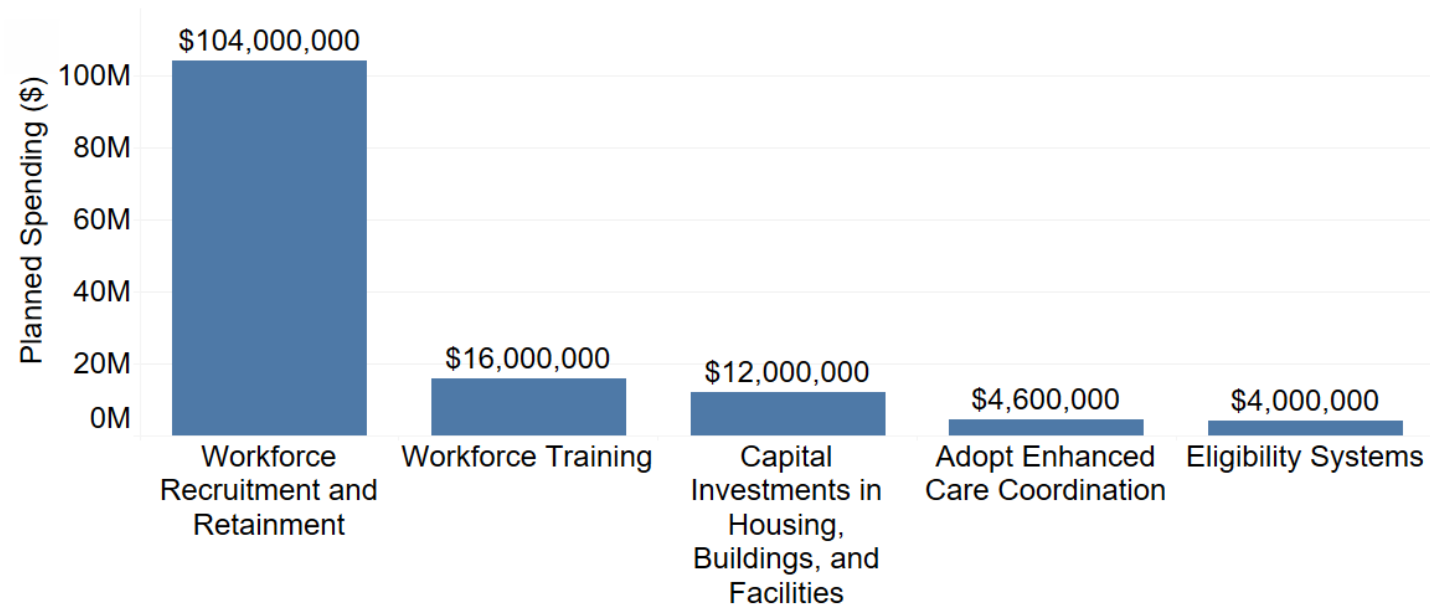 $104,000,000
100M
80M
60M
40M
20M
0M
Planned Spending ($)
$16,000,000
$12,000,000
$4,600,000
$4,000,000
Workforce
Recruitment and
Retainment
Workforce Training
Capital
Investments in
Housing,
Buildings, and
Facilities
Adopt Enhanced
Care Coordination
Eligibility Systems